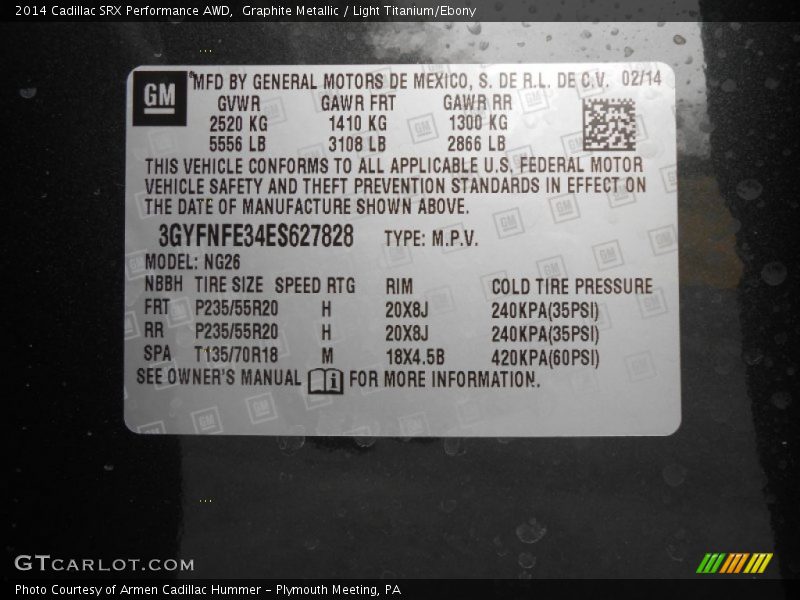 2014 Cadillac SRX Performance AWD,  Graphite Metallic / Light Titanium/Ebony
GM MFD BY GENERAL MOTORS DE MEXICO, S. DE R.L. DE C.V. 02/14
GVWR GAWR FRT GAWR RR
2520 KG 1410 KG 1300 KG
5556 LB 3108 LB 2866 LB
THIS VEHICLE CONFORMS TO ALL APPLICABLE U.S. FEDERAL MOTOR
VEHICLE SAFETY AND THEFT PREVENTION STANDARDS IN EFFECT ON
THE DATE OF MANUFACTURE SHOWN ABOVE.
3GYFNFE34ES627828 TYPE: M.P.V.
MODEL: NG26
NBBH TIRE SIZE SPEED RTG RIM COLD TIRE PRESSURE
FRT P235/55R20 H 20X8J 240KPA(35PSI)
RR P235/55R20 H 20X8J 240KPA(35PSI)
SPA T135/70R18 M 18X4.5B 420KPA(60PSI)
SEE OWNER'S MANUAL FOR MORE INFORMATION.
GTCARLOT.COM
Photo Courtesy of Armen Cadillac Hummer - Plymouth Meeting, PA